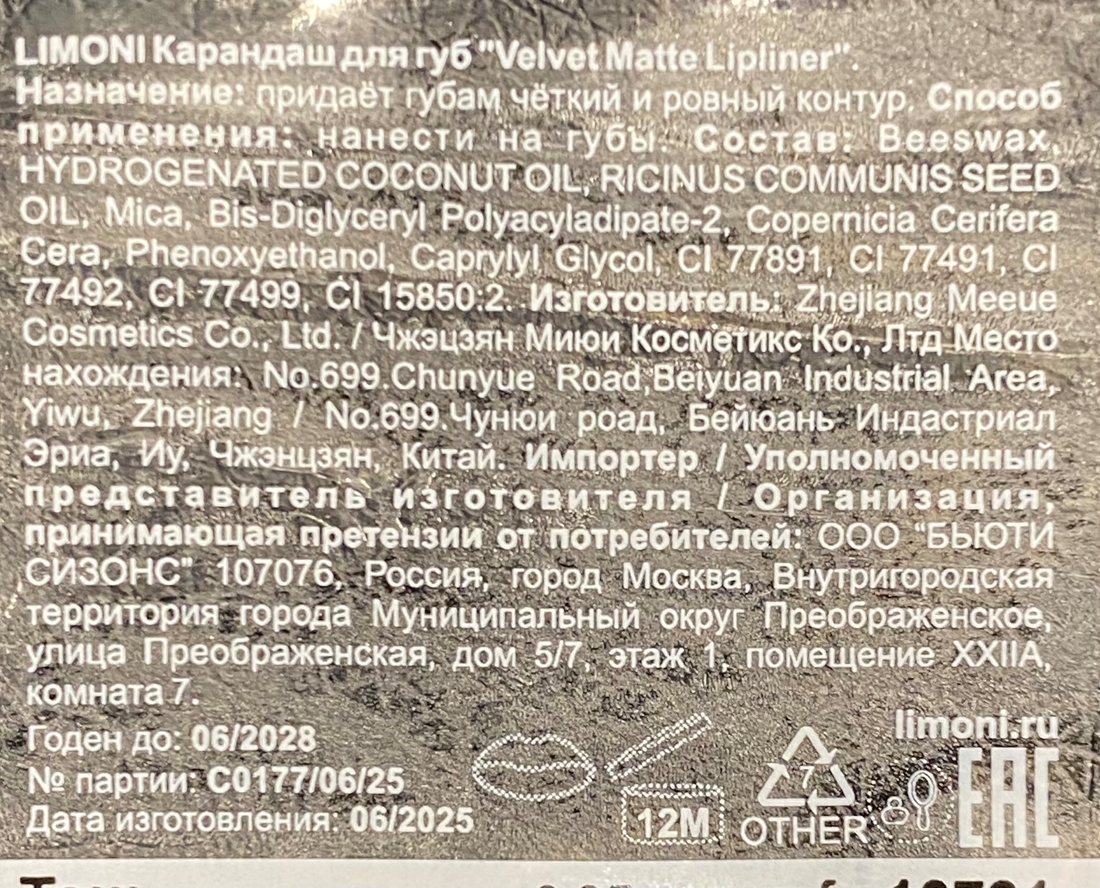 LIMONI Карандаш для губ "Velvet Matte Lipliner".
Назначение: придаёт губам чёткий и ровный контур. Способ
применения: нанести на губы. Состав: Beeswax,
HYDROGENATED COCONUT OIL, RICINUS COMMUNIS SEED
OIL, Mica, Bis-Diglyceryl Polyacyladipate-2, Copernicia Cerifera
Cera, Phenoxyethanol, Caprylyl Glycol, CI 77891, CI 77491, CI
77492, CI 77499, CI 15850:2. Изготовитель: Zhejiang Meeue
Cosmetics Co., Ltd. / Чжэцзян Миюи Косметикс Ко., Лтд Место
нахождения: No.699.Chunyue Road,Beiyuan Industrial Area,
Yiwu, Zhejiang / No.699.Чунюи роад, Бейюань Индастриал
Эриа, Иу, Чжэнцзян, Китай. Импортер / Уполномоченный
представитель изготовителя / Организация,
принимающая претензии от потребителей: ООО "БЬЮТИ
СИЗОНС" 107076, Россия, город Москва, Внутригородская
территория города Муниципальный округ Преображенское,
улица Преображенская, дом 5/7, этаж 1, помещение XXIIА,
комната 7.
limoni.ru
Годен до: 06/2028
№ партии: C0177/06/25
Дата изготовления: 06/2025
12M
7
OTHER
EAC